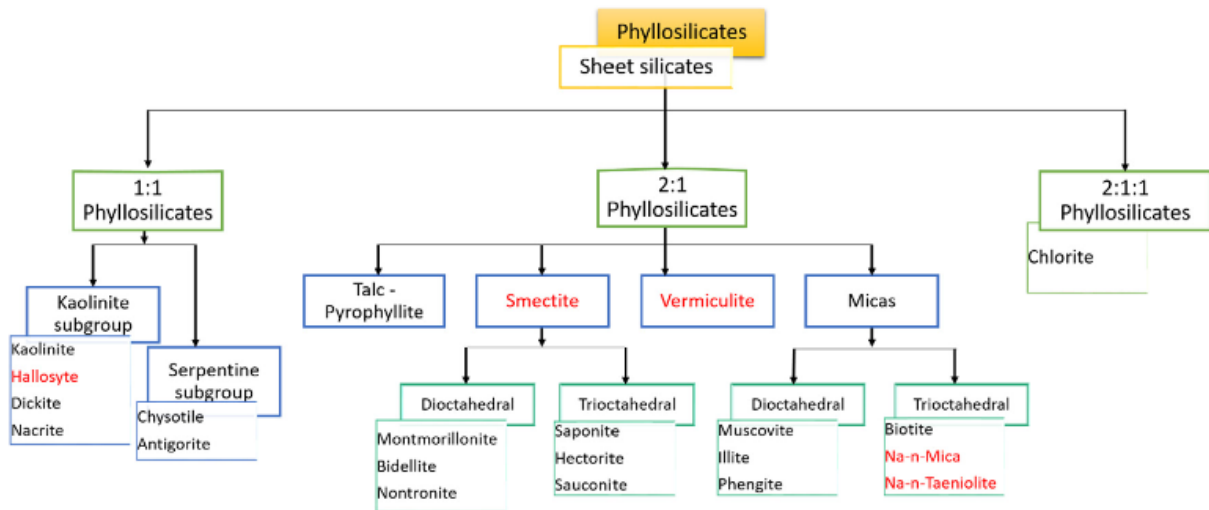 Phyllosilicates
Sheet silicates
1:1
Phyllosilicates
2:1
Phyllosilicates
2:1:1
Phyllosilicates
Chlorite
Kaolinite
subgroup
Kaolinite
Hallosyte
Dickite
Nacrite
Serpentine
subgroup
Chysotile
Antigorite
Talc -
Pyrophyllite
Smectite
Vermiculite
Micas
Dioctahedral
Montmorillonite
Bidellite
Nontronite
Trioctahedral
Saponite
Hectorite
Sauconite
Dioctahedral
Muscovite
Illite
Phengite
Trioctahedral
Biotite
Na-n-Mica
Na-n-Taeniolite